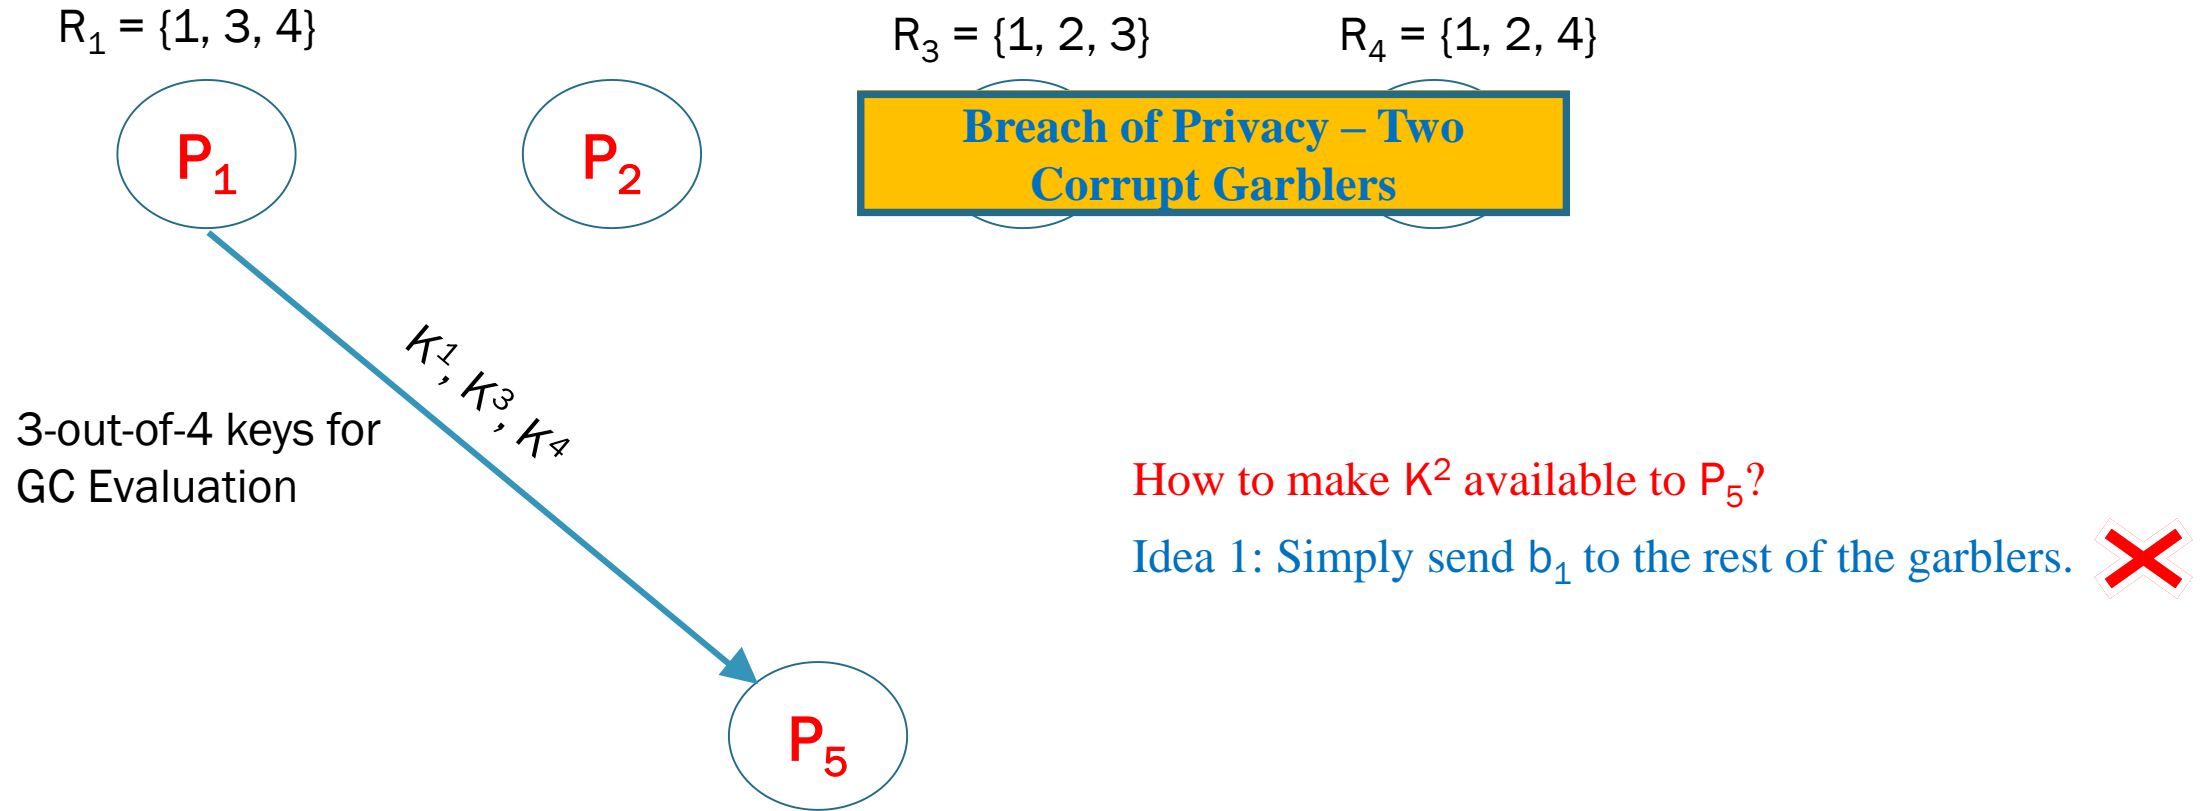 R₁ = {1, 3, 4}
R₃ = {1, 2, 3}
R₄ = {1, 2, 4}
P₁
P₂
Breach of Privacy – Two
Corrupt Garblers
K¹, K³, K⁴
3-out-of-4 keys for
GC Evaluation
How to make K² available to P₅?
Idea 1: Simply send b₁ to the rest of the garblers.
P₅